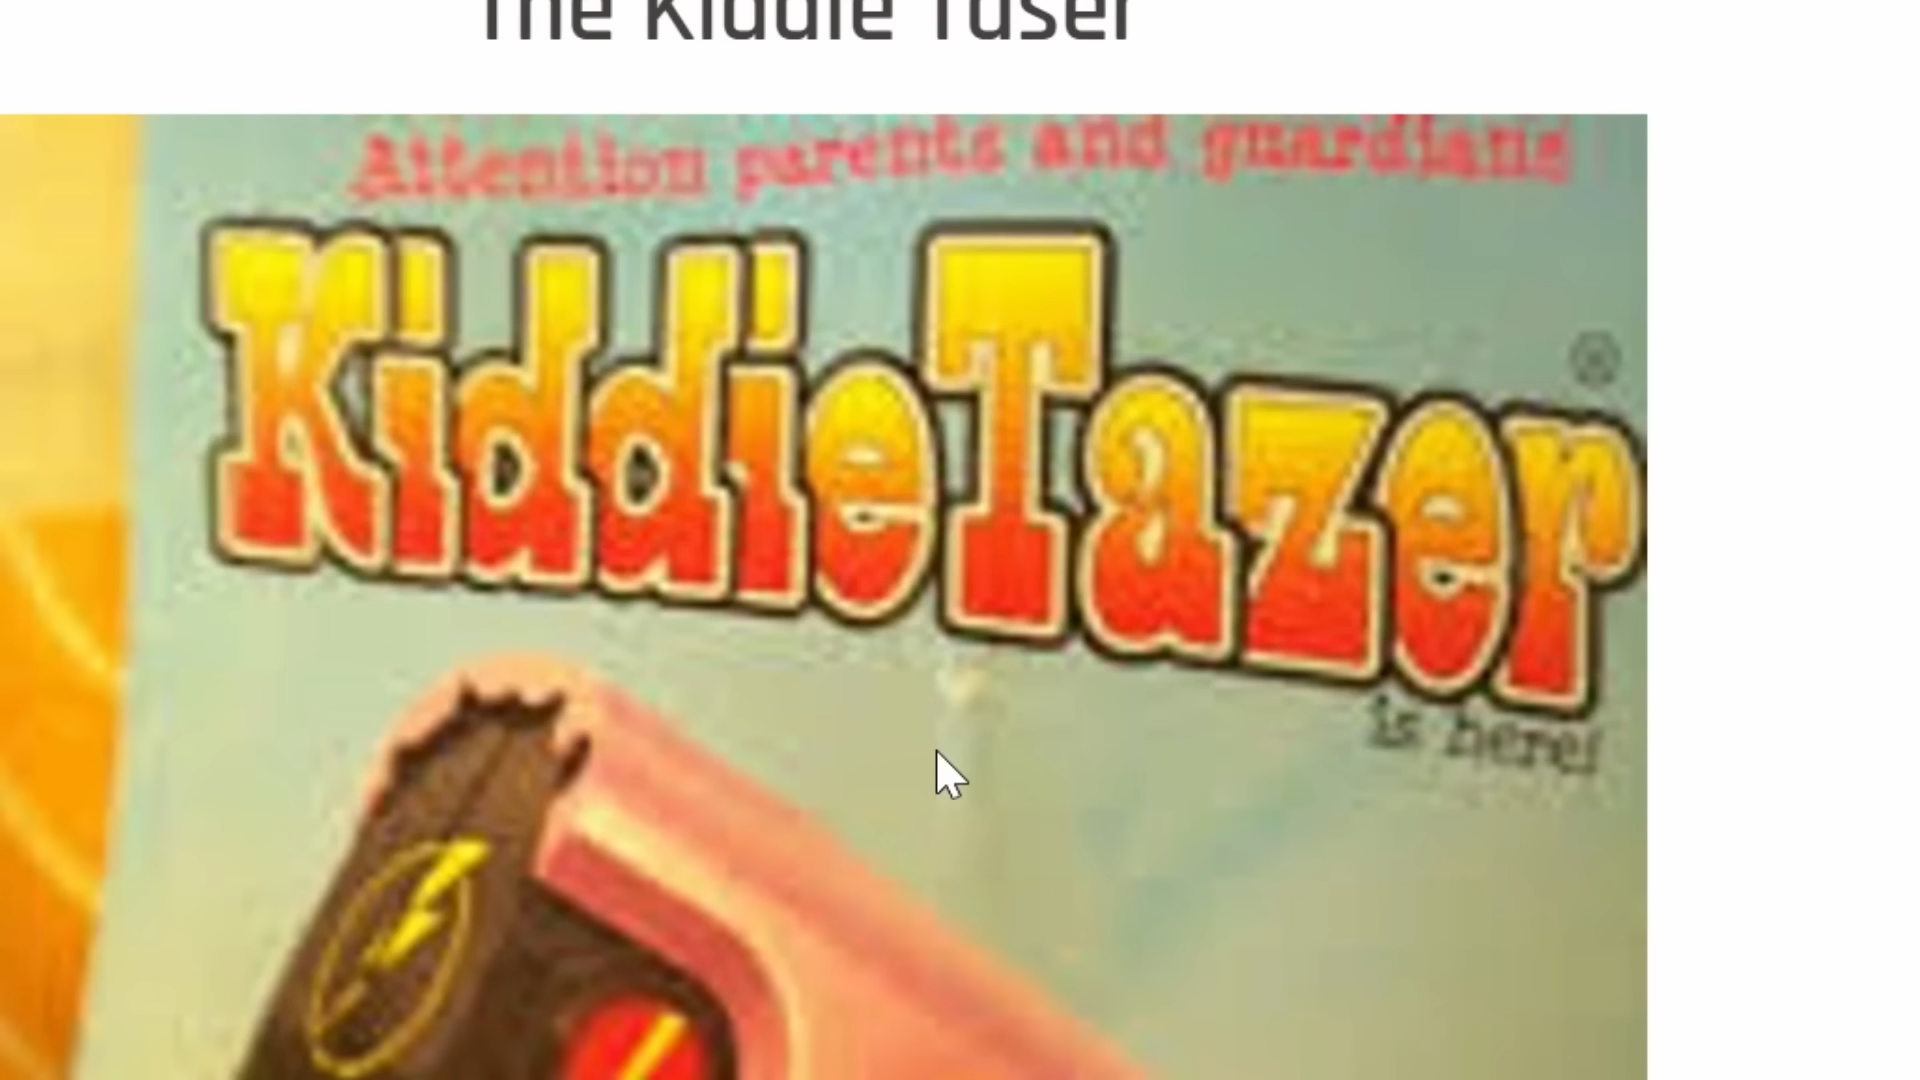 The Kiddie Taser
Attention parents and guardians
KiddieTazer
®
is here!